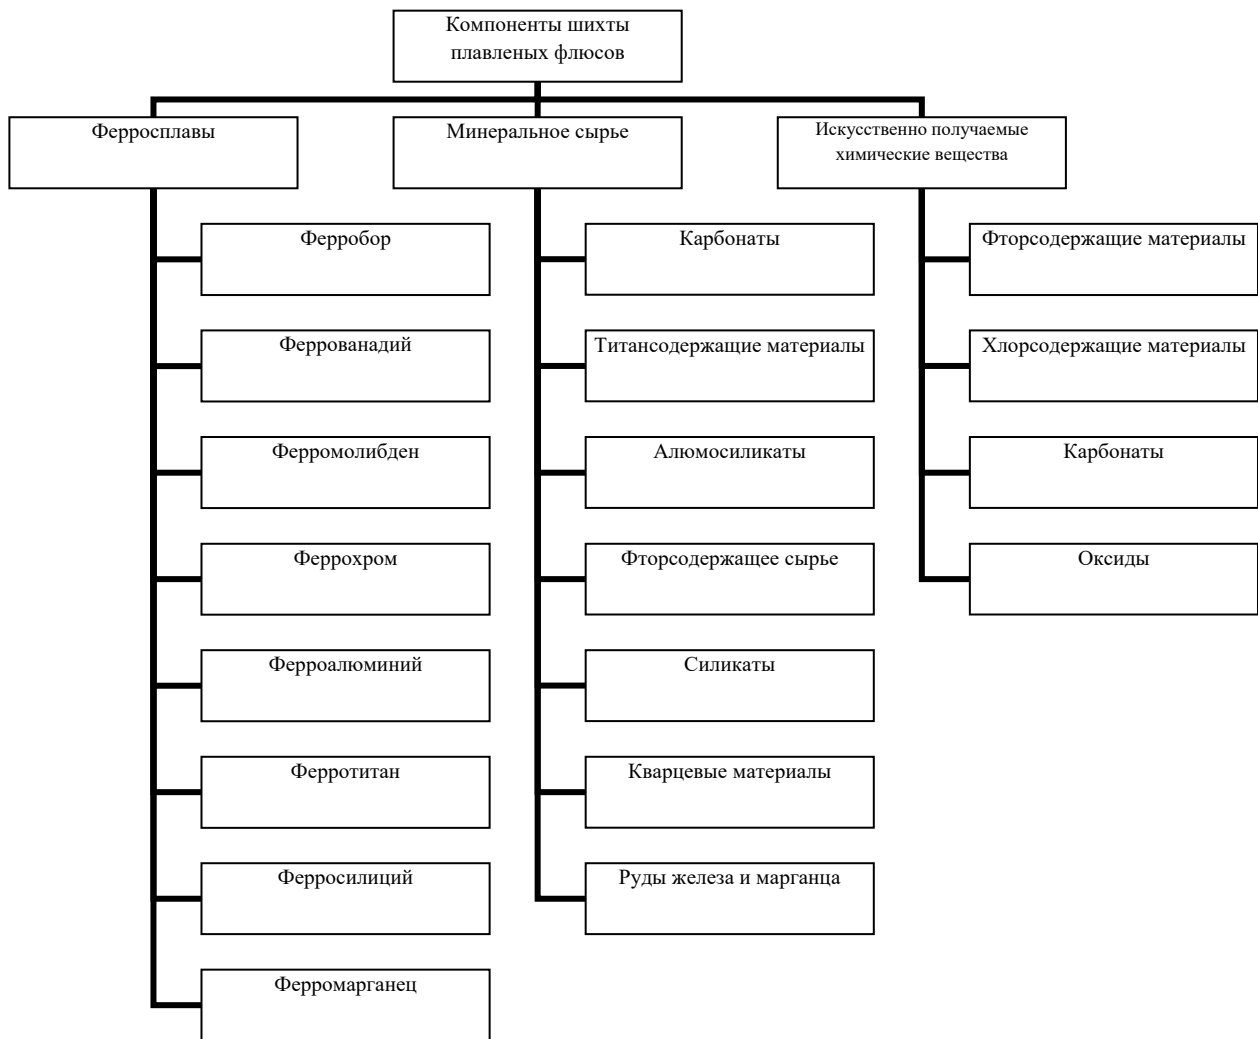 Компоненты шихты
плавленых флюсов
Ферросплавы
Минеральное сырье
Искусственно получаемые
химические вещества
Ферробор
Карбонаты
Фторсодержащие материалы
Феррованадий
Титансодержащие материалы
Хлорсодержащие материалы
Ферромолибден
Алюмосиликаты
Карбонаты
Феррохром
Фторсодержащее сырье
Оксиды
Ферроалюминий
Силикаты
Ферротитан
Кварцевые материалы
Ферросилиций
Руды железа и марганца
Ферромарганец